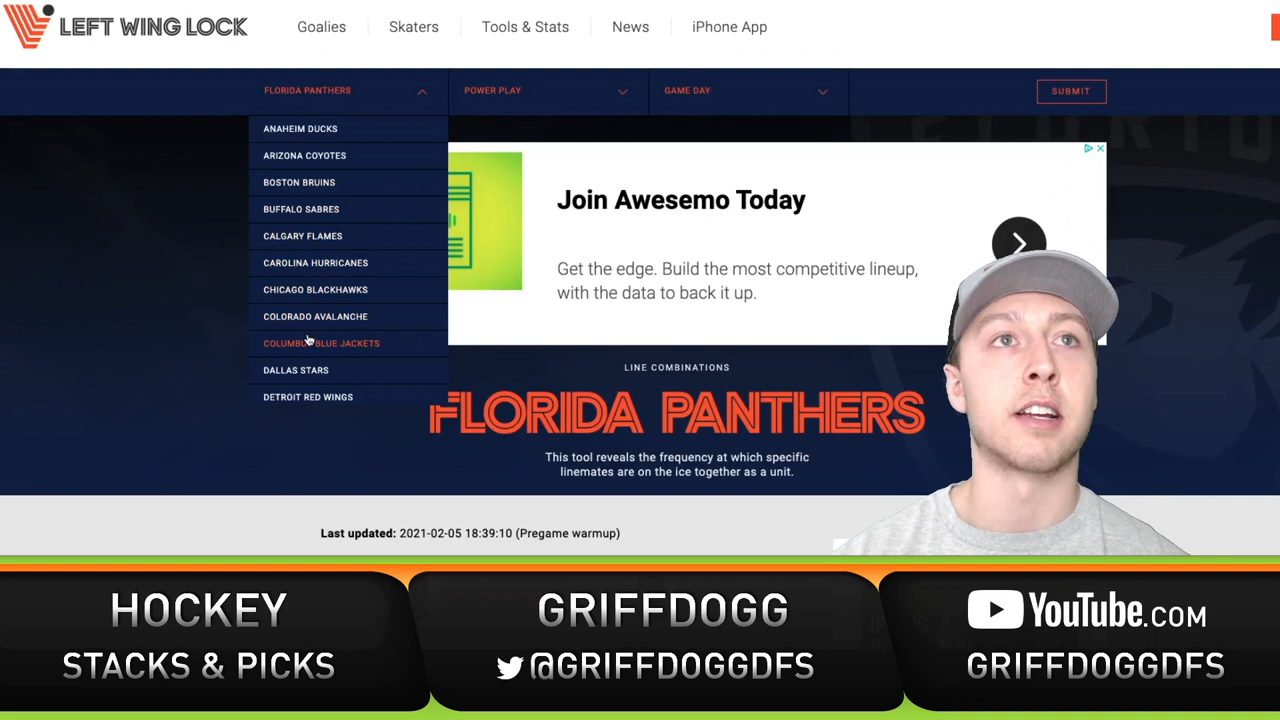 LEFT WING LOCK
Goalies
Skaters
Tools & Stats
News
iPhone App
FLORIDA PANTHERS
POWER PLAY
GAME DAY
SUBMIT
ANAHEIM DUCKS
ARIZONA COYOTES
BOSTON BRUINS
BUFFALO SABRES
CALGARY FLAMES
CAROLINA HURRICANES
CHICAGO BLACKHAWKS
COLORADO AVALANCHE
COLUMBUS BLUE JACKETS
DALLAS STARS
DETROIT RED WINGS
Join Awesemo Today
Get the edge. Build the most competitive lineup,
with the data to back it up.
LINE COMBINATIONS
FLORIDA PANTHERS
This tool reveals the frequency at which specific
linemates are on the ice together as a unit.
Last updated: 2021-02-05 18:39:10 (Pregame warmup)
HOCKEY
STACKS & PICKS
GRIFFDOGG
@GRIFFDOGGDFS
YouTube.COM
GRIFFDOGGDFS